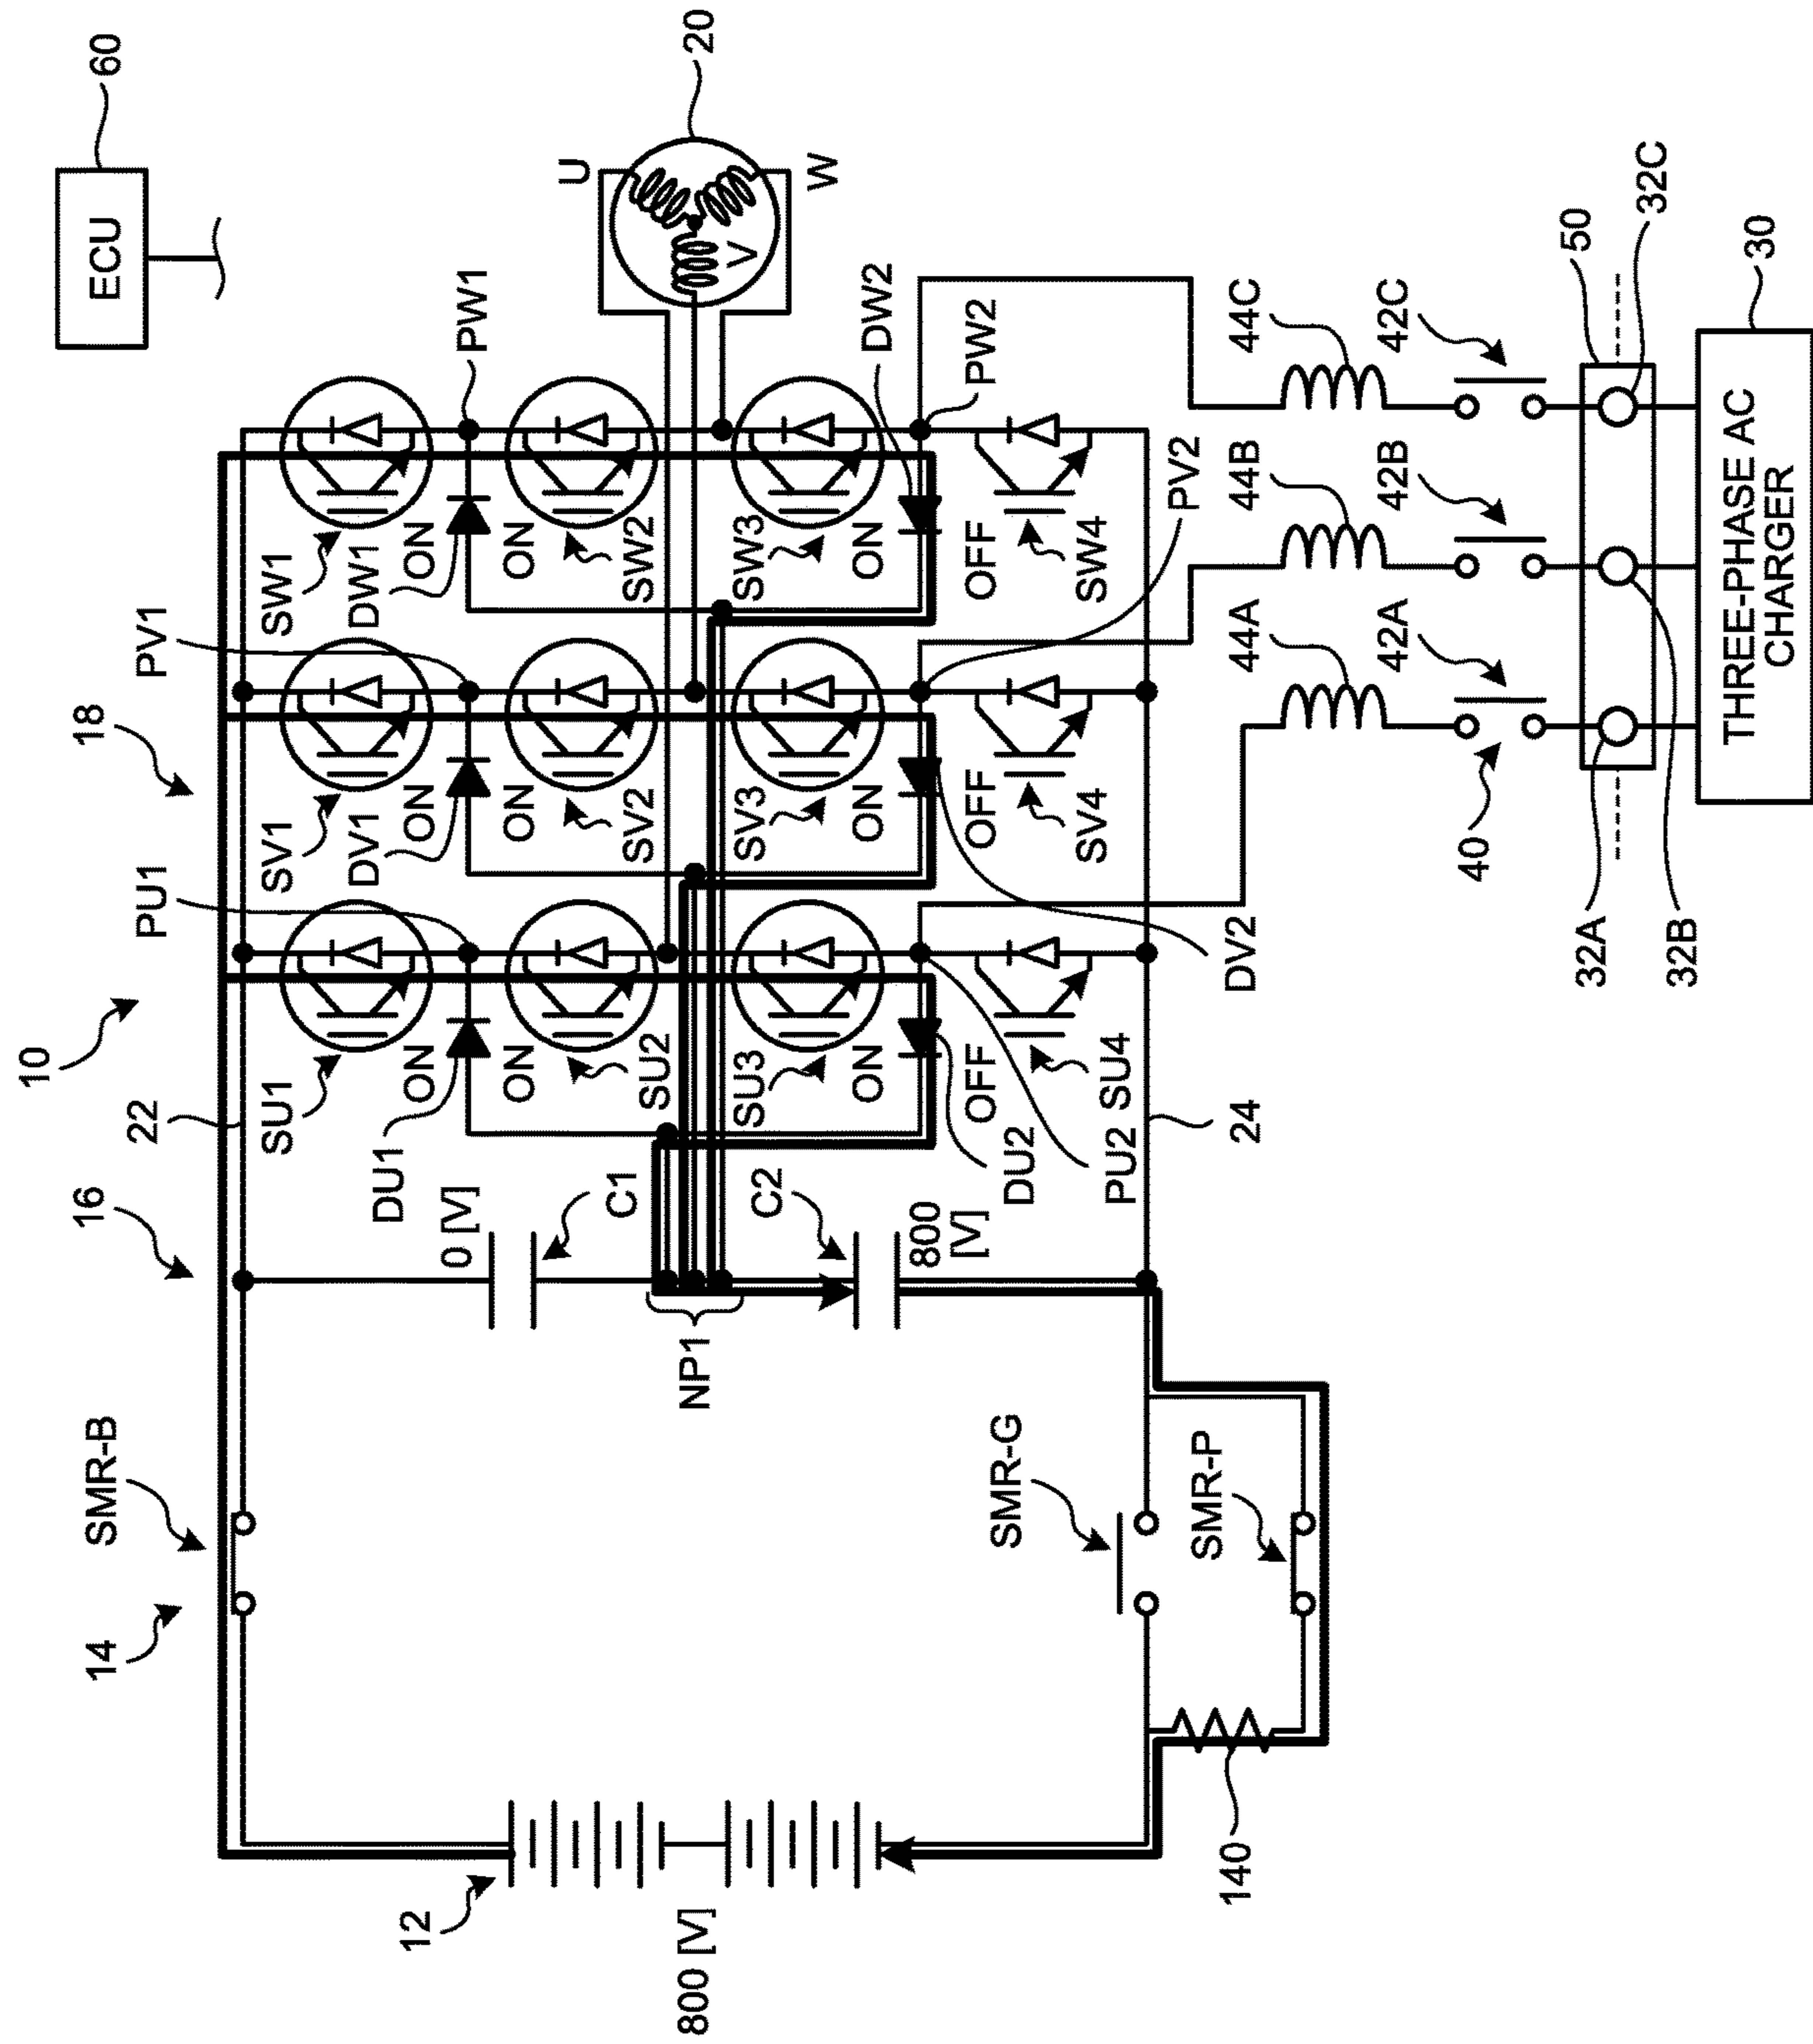 ECU
60
10
18
16
14
SMR-B
22
PU1
PV1
PW1
20
U
V
W
SU1
ON
DU1
SV1
ON
DV1
SW1
ON
DW1
0 [V]
C1
ON
SU2
ON
SV2
ON
SW2
NP1
C2
800
[V]
SU3
ON
SV3
ON
SW3
ON
DW2
12
800 [V]
SMR-G
DU2
OFF
SU4
PU2
OFF
SV4
DV2
OFF
SW4
PV2
PW2
24
SMR-P
140
44A
44B
44C
42A
42B
42C
40
50
32A
32B
32C
THREE-PHASE AC
CHARGER
30